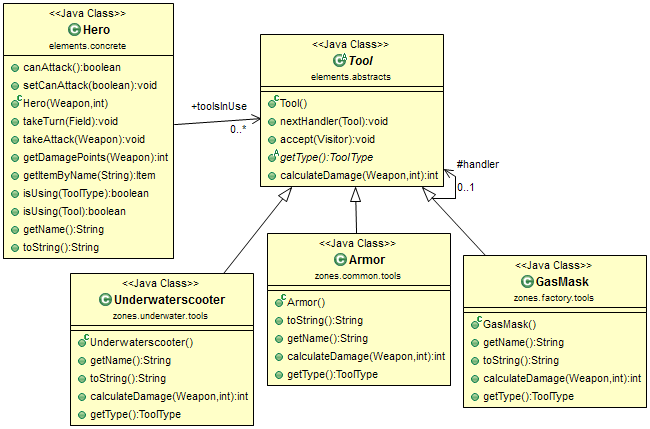 <<Java Class>>
Hero
elements.concrete
canAttack():boolean
setCanAttack(boolean):void
Hero(Weapon,int)
takeTurn(Field):void
takeAttack(Weapon):void
getDamagePoints(Weapon):int
getItemByName(String):Item
isUsing(ToolType):boolean
isUsing(Tool):boolean
getName():String
toString():String
+toolsInUse
0..*
<<Java Class>>
Tool
elements.abstracts
Tool()
nextHandler(Tool):void
accept(Visitor):void
getType():ToolType
calculateDamage(Weapon,int):int
#handler
0..1
<<Java Class>>
Underwaterscooter
zones.underwater.tools
Underwaterscooter()
getName():String
toString():String
calculateDamage(Weapon,int):int
getType():ToolType
<<Java Class>>
Armor
zones.common.tools
Armor()
toString():String
getName():String
calculateDamage(Weapon,int):int
getType():ToolType
<<Java Class>>
GasMask
zones.factory.tools
GasMask()
getName():String
toString():String
calculateDamage(Weapon,int):int
getType():ToolType